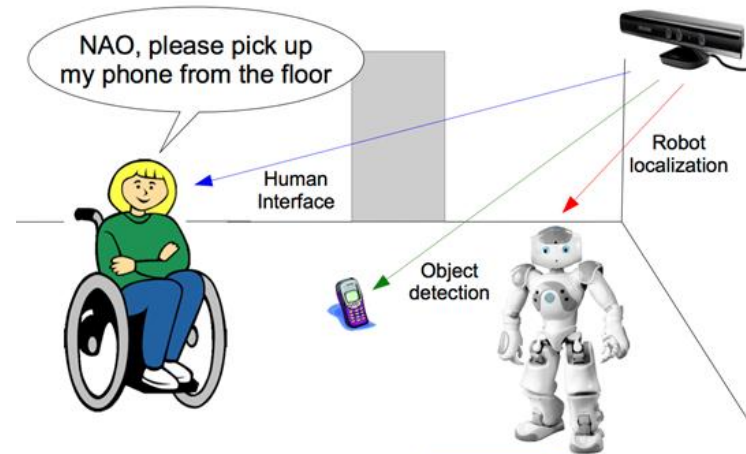 NAO, please pick up
my phone from the floor
Human
Interface
Robot
localization
Object
detection